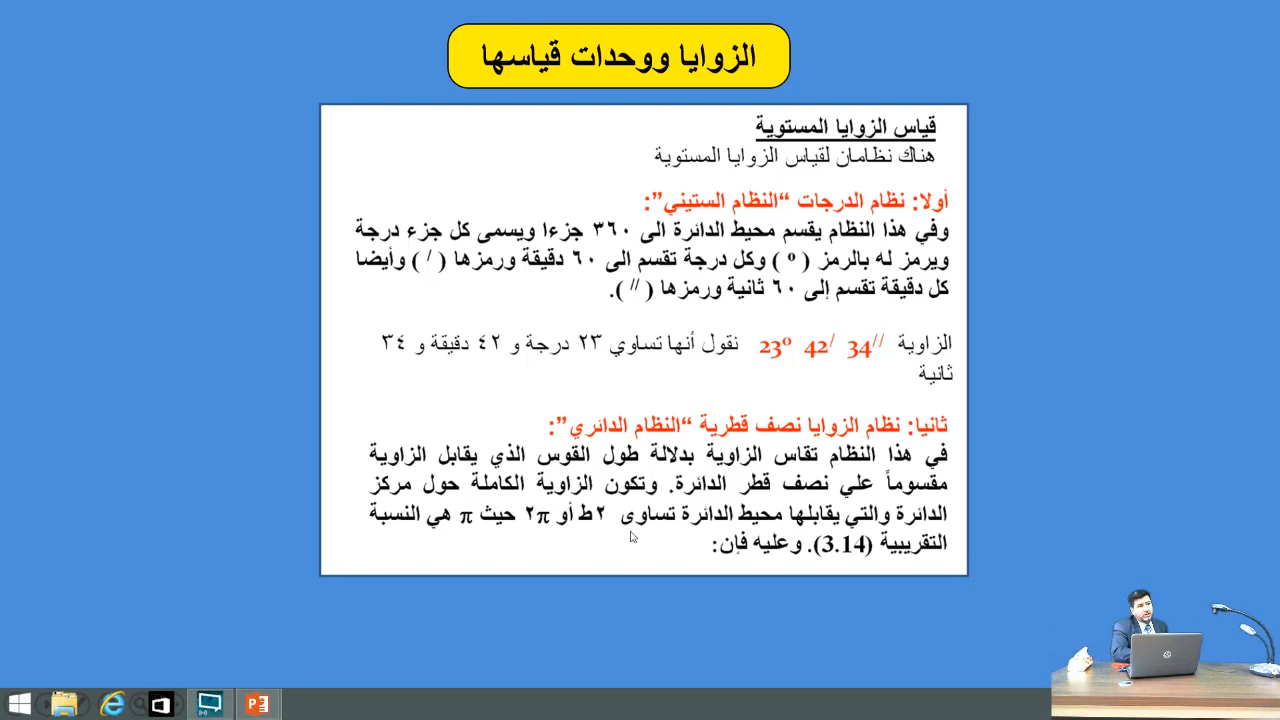 الزوايا ووحدات قياسها
قياس الزوايا المستوية
هناك نظامان لقياس الزوايا المستوية
أولا: نظام الدرجات “النظام الستيني”:
وفي هذا النظام يقسم محيط الدائرة الى ٣٦٠ جزءا ويسمى كل جزء درجة
ويرمز له بالرمز ( º ) وكل درجة تقسم الى ٦٠ دقيقة ورمزها ( / ) وأيضا
كل دقيقة تقسم إلى ٦٠ ثانية ورمزها ( // ).
الزاوية 23º 42/ 34// نقول أنها تساوي ٢٣ درجة و ٤٢ دقيقة و ٣٤
ثانية
ثانيا: نظام الزوايا نصف قطرية “النظام الدائري”:
في هذا النظام تقاس الزاوية بدلالة طول القوس الذي يقابل الزاوية
مقسوماً علي نصف قطر الدائرة. وتكون الزاوية الكاملة حول مركز
الدائرة والتي يقابلها محيط الدائرة تساوى ٢ط أو ٢π حيث π هي النسبة
التقريبية (3.14). وعليه فإن: